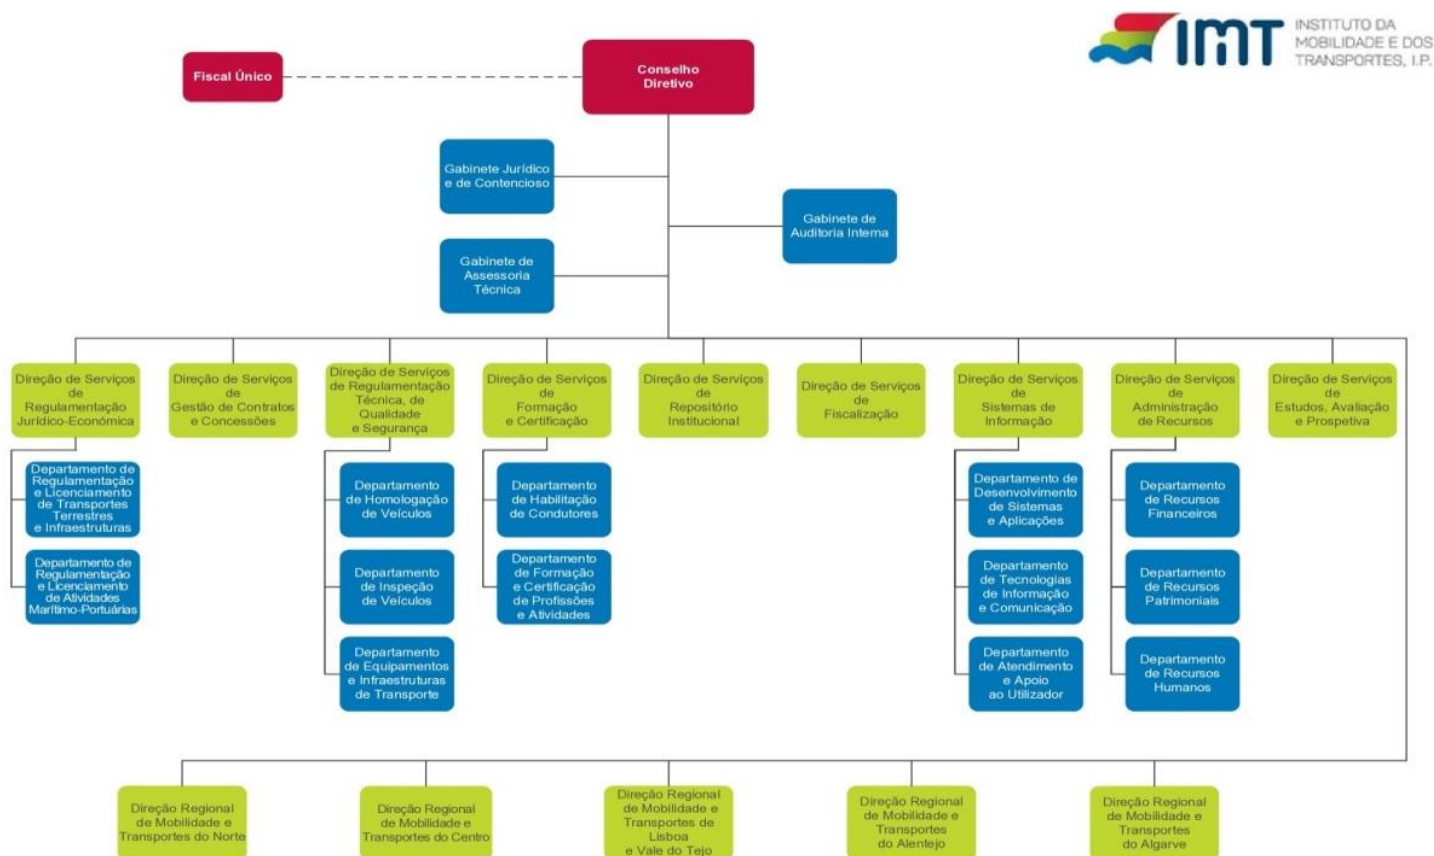 IMT
INSTITUTO DA
MOBILIDADE E DOS
TRANSPORTES, I.P.
Fiscal Único
Conselho
Diretivo
Gabinete Jurídico
e de Contencioso
Gabinete de
Auditoria Interna
Gabinete de
Assessoria
Técnica
Direção de Serviços
de
Regulamentação
Jurídico-Económica
Direção de Serviços
de
Gestão de Contratos
e Concessões
Direção de Serviços
de Regulamentação
Técnica, de
Qualidade
e Segurança
Direção de Serviços
de
Formação
e Certificação
Direção de Serviços
de
Repositório
Institucional
Direção de Serviços
de
Fiscalização
Direção de Serviços
de
Sistemas de
Informação
Direção de Serviços
de
Administração
de Recursos
Direção de Serviços
de
Estudos, Avaliação
e Prospetiva
Departamento de
Regulamentação
e Licenciamento
de Transportes
Terrestres
e Infraestruturas
Departamento
de Homologação
de Veículos
Departamento
de Habilitação
de Condutores
Departamento de
Desenvolvimento
de Sistemas
e Aplicações
Departamento
de Recursos
Financeiros
Departamento de
Regulamentação
e Licenciamento
de Atividades
Marítimo-Portuárias
Departamento
de Inspeção
de Veículos
Departamento
de Formação
e Certificação
de Profissões
e Atividades
Departamento
de Tecnologias
de Informação
e Comunicação
Departamento
de Recursos
Patrimoniais
Departamento
de Equipamentos
e Infraestruturas
de Transporte
Departamento
de Atendimento
e Apoio
ao Utilizador
Departamento
de Recursos
Humanos
Direção Regional
de Mobilidade e
Transportes do Norte
Direção Regional
de Mobilidade e
Transportes do Centro
Direção Regional
de Mobilidade e
Transportes de
Lisboa
e Vale do Tejo
Direção Regional
de Mobilidade e
Transportes
do Alentejo
Direção Regional
de Mobilidade e
Transportes
do Algarve